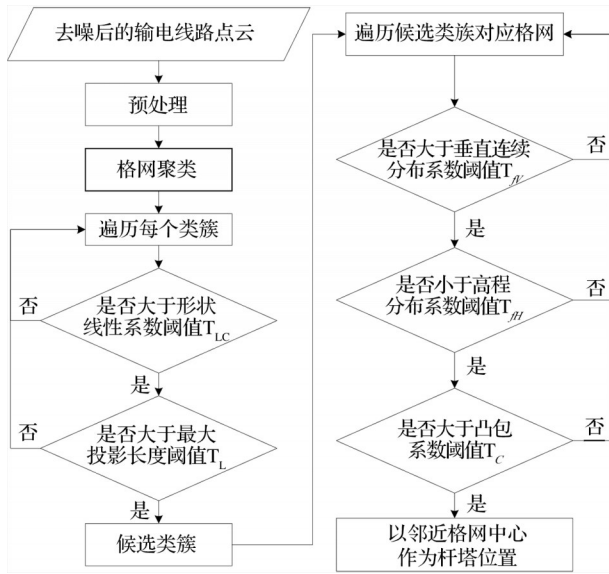 去噪后的输电线路点云
预处理
格网聚类
遍历每个类簇
否
是否大于形状
线性系数阈值T_LC
是
否
是否大于最大
投影长度阈值T_L
是
候选类簇
遍历候选类族对应格网
是否大于垂直连续
分布系数阈值T_fV
否
是
是否小于高程
分布系数阈值T_fH
否
是
是否大于凸包
系数阈值T_C
否
是
以邻近格网中心
作为杆塔位置